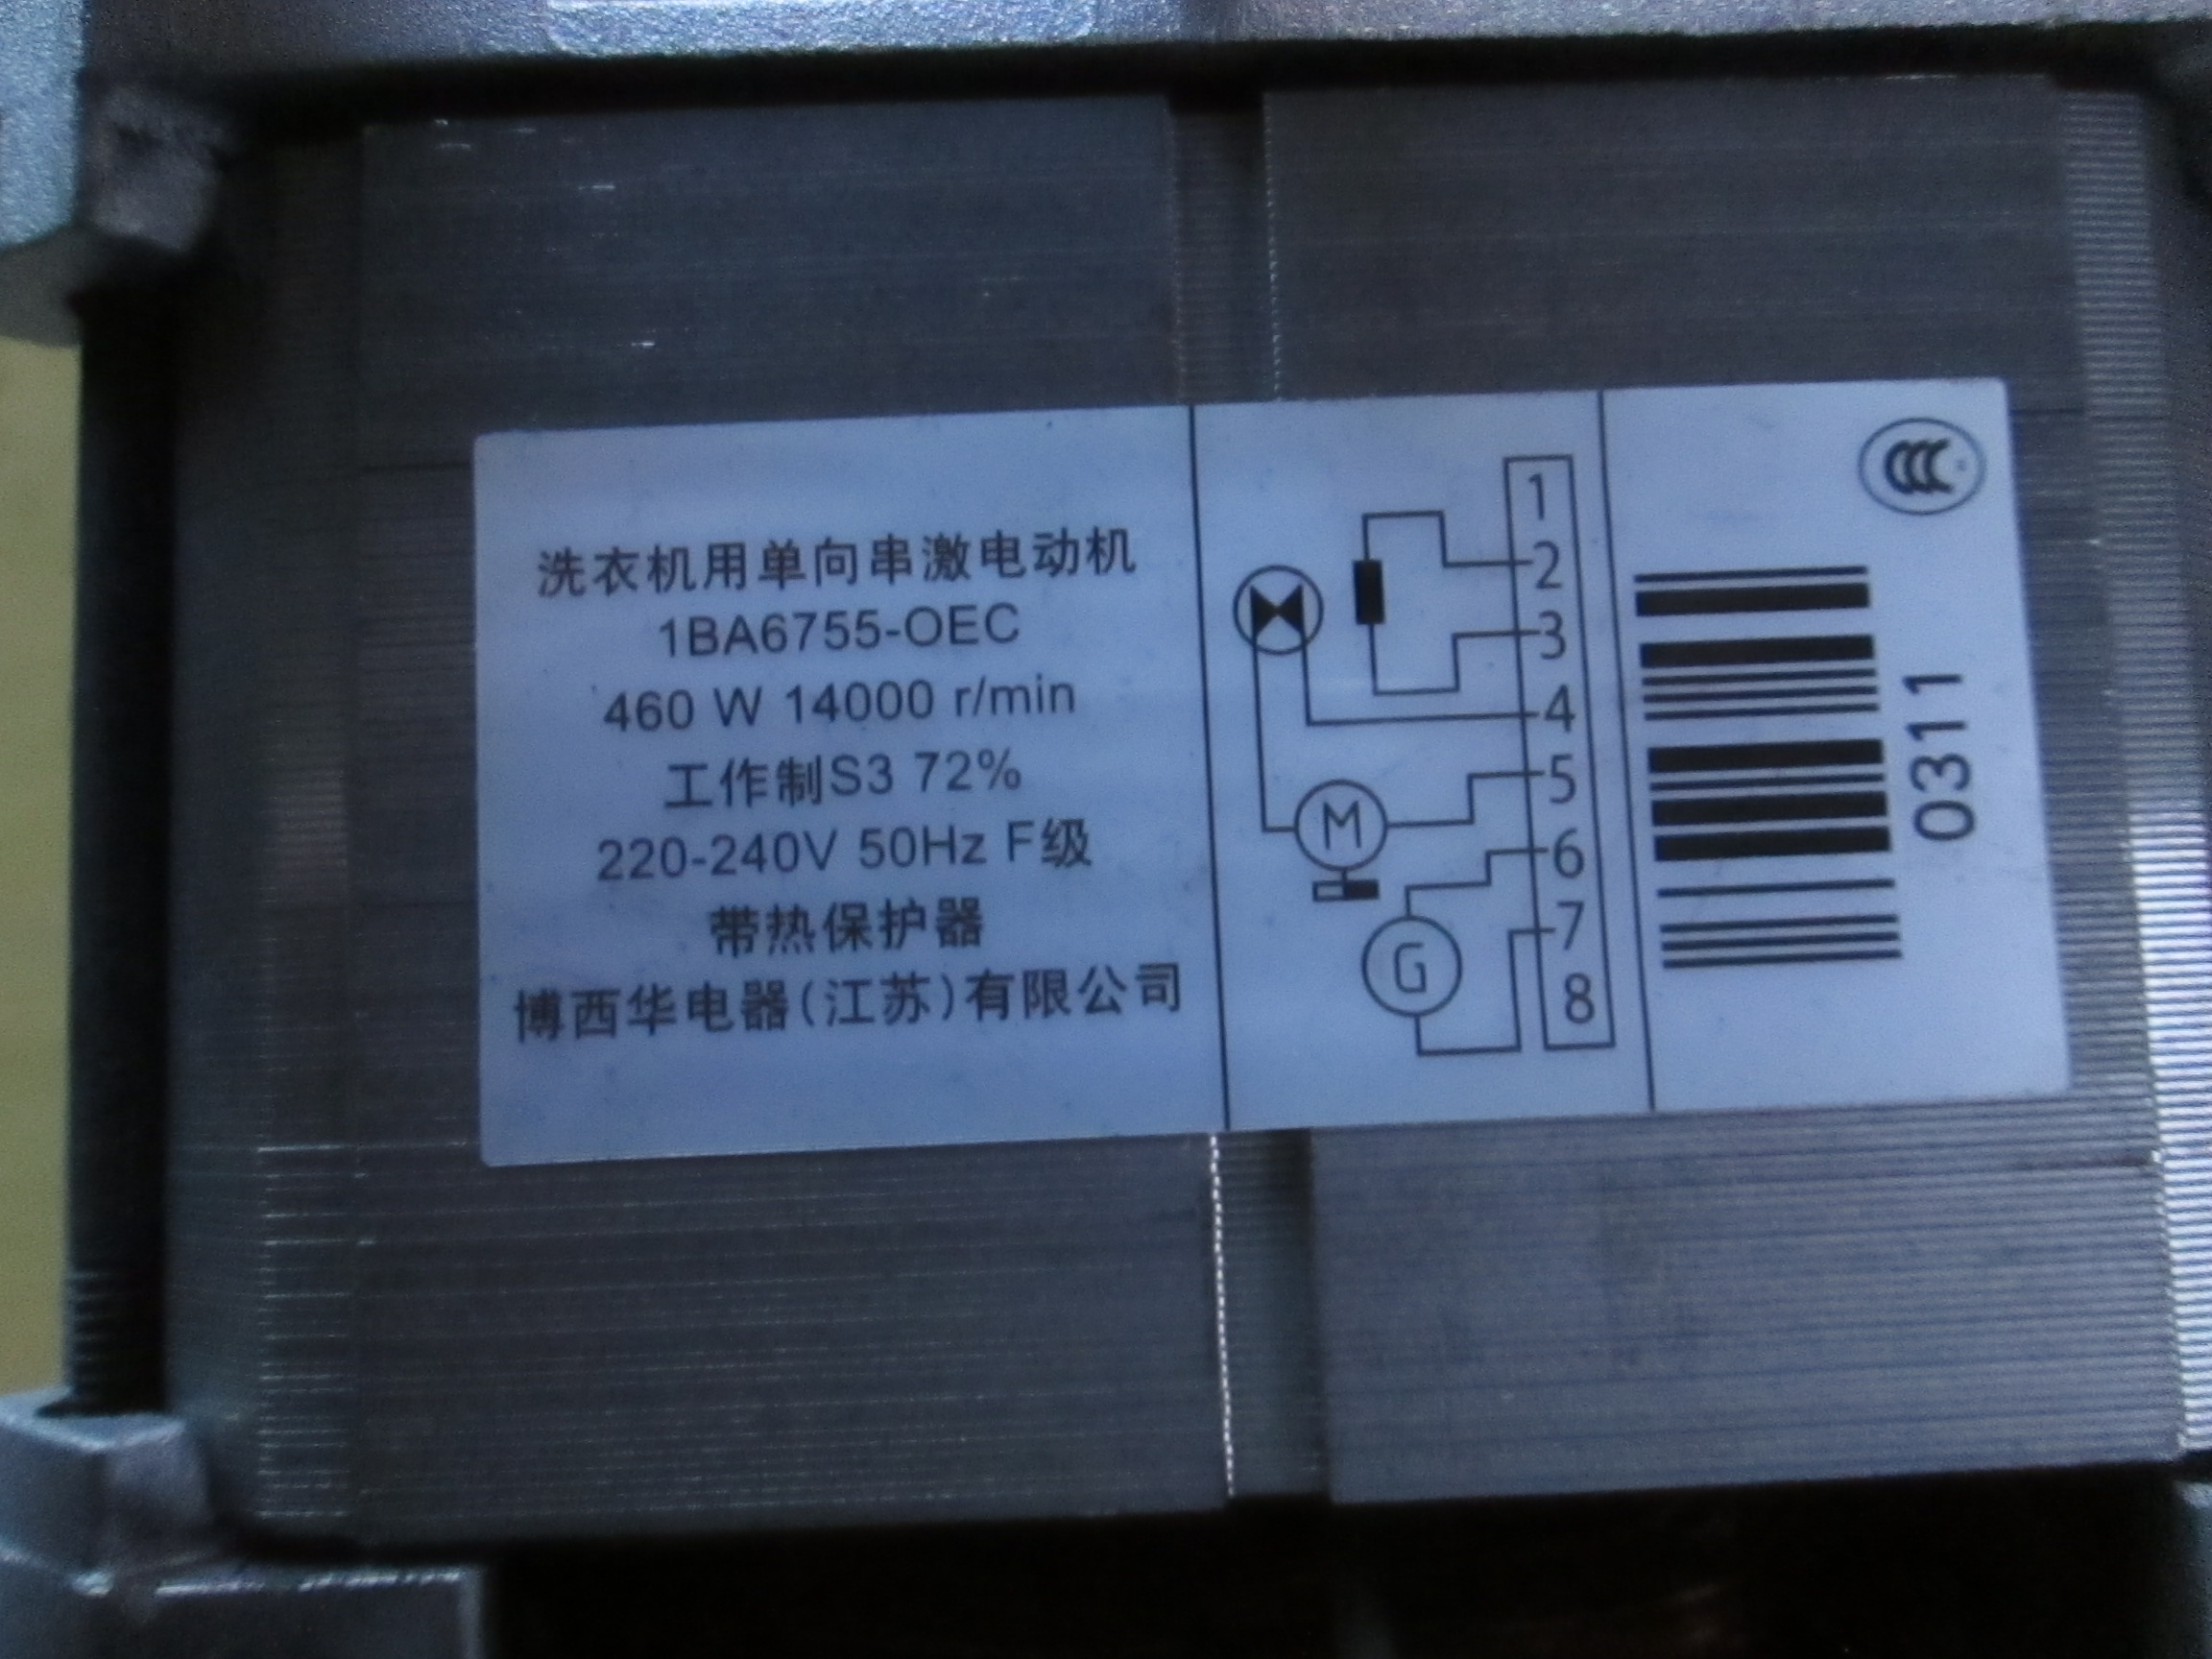 洗衣机用单向串激电动机
1BA6755-OEC
460 W 14000 r/min
工作制S3 72%
220-240V 50Hz F级
带热保护器
博西华电器(江苏)有限公司
1
2
3
4
5
6
7
8
M
G
0311
CCC